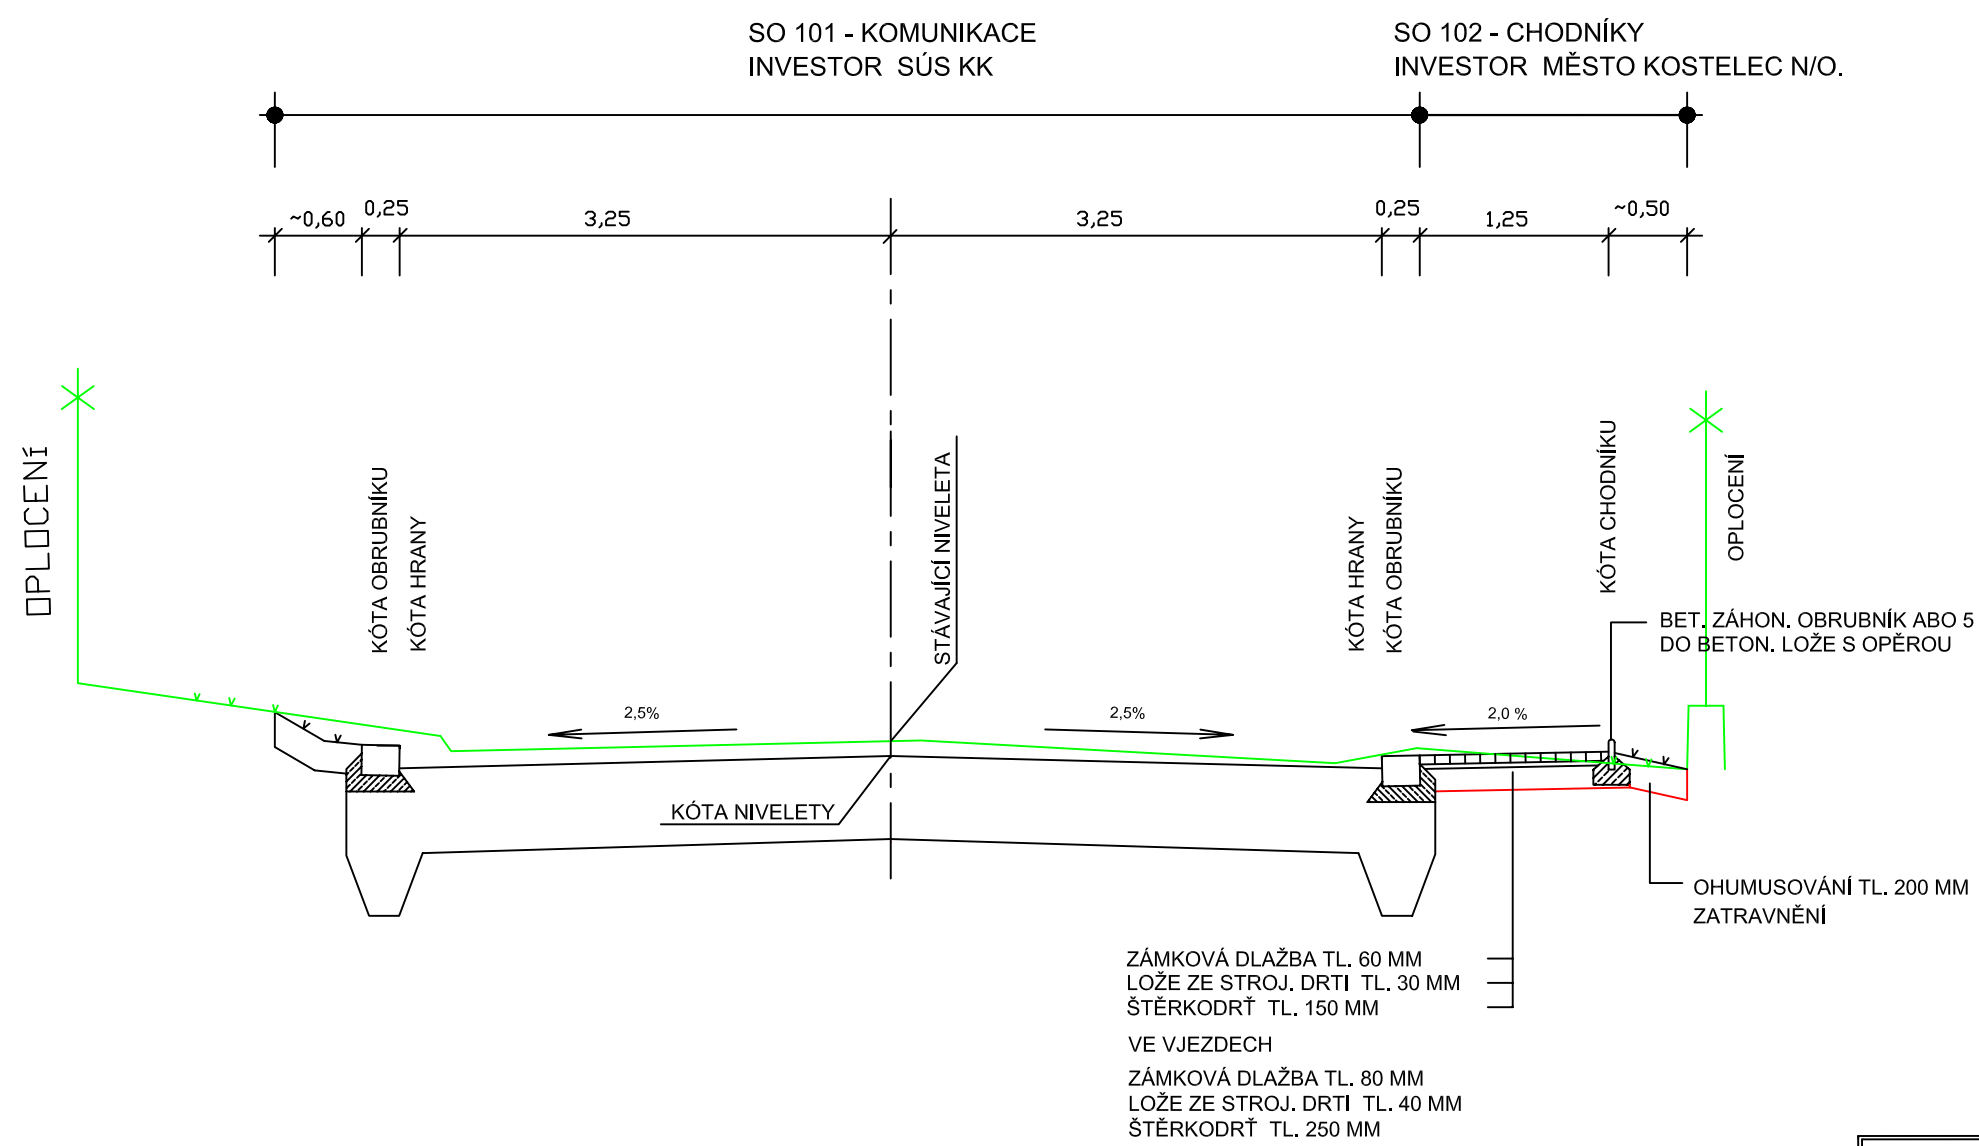 SO 101 - KOMUNIKACE
INVESTOR SÚS KK
SO 102 - CHODNÍKY
INVESTOR MĚSTO KOSTELEC N/O.
~0,60
0,25
3,25
3,25
0,25
1,25
~0,50
OPLOCENÍ
KÓTA OBRUBNÍKU
KÓTA HRANY
STÁVAJÍCÍ NIVELETA
KÓTA HRANY
KÓTA OBRUBNÍKU
KÓTA CHODNÍKU
OPLOCENÍ
BET. ZÁHON. OBRUBNÍK ABO 5
DO BETON. LOŽE S OPĚROU
2,5%
2,5%
2,0 %
KÓTA NIVELETY
OHUMUSOVÁNÍ TL. 200 MM
ZATRAVNĚNÍ
ZÁMKOVÁ DLAŽBA TL. 60 MM
LOŽE ZE STROJ. DRTI TL. 30 MM
ŠTĚRKODRŤ TL. 150 MM
VE VJEZDECH
ZÁMKOVÁ DLAŽBA TL. 80 MM
LOŽE ZE STROJ. DRTI TL. 40 MM
ŠTĚRKODRŤ TL. 250 MM